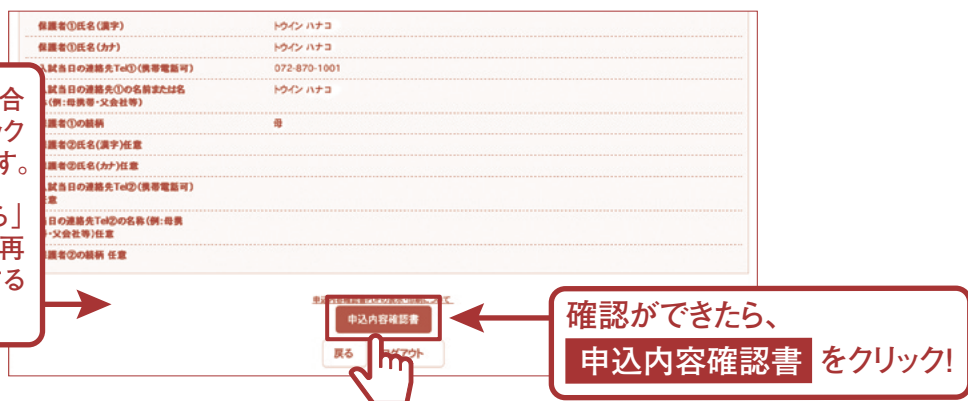 保護者①氏名(漢字) トウイン ハナコ
保護者①氏名(カナ) トウイン ハナコ
入試当日の連絡先Tel①(携帯電話可) 072-870-1001
入試当日の連絡先①の名前または名 トウイン ハナコ
(例:母携帯・父会社等)
護者①の続柄 母
護者②氏名(漢字)任意
護者②氏名(カナ)任意
試当日の連絡先Tel②(携帯電話可)
意
日の連絡先Tel②の名称(例:母携
・父会社等)任意
護者②の続柄 任意
合
ック
す。
る」
再
る
申込内容確認書
戻る ログアウト
確認ができたら、
申込内容確認書 をクリック!